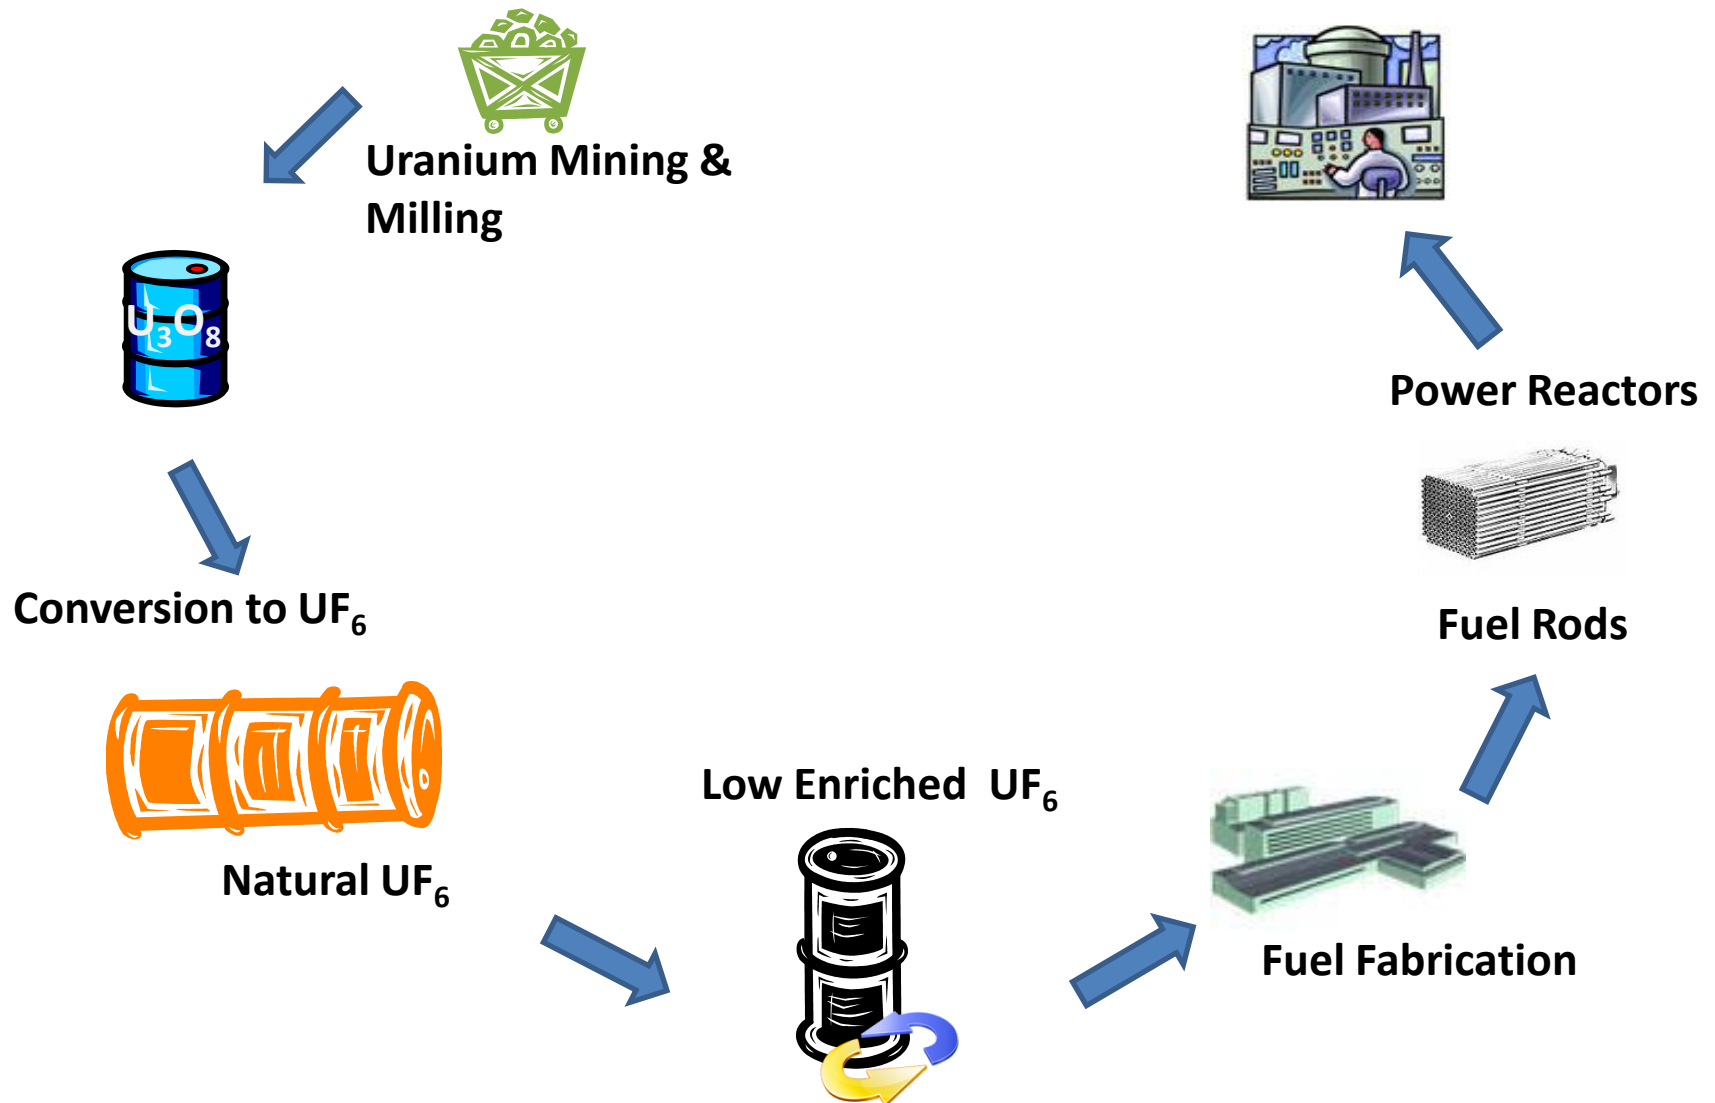 Uranium Mining &
Milling
U₃O₈
Conversion to UF₆
Natural UF₆
Low Enriched  UF₆
Fuel Fabrication
Fuel Rods
Power Reactors